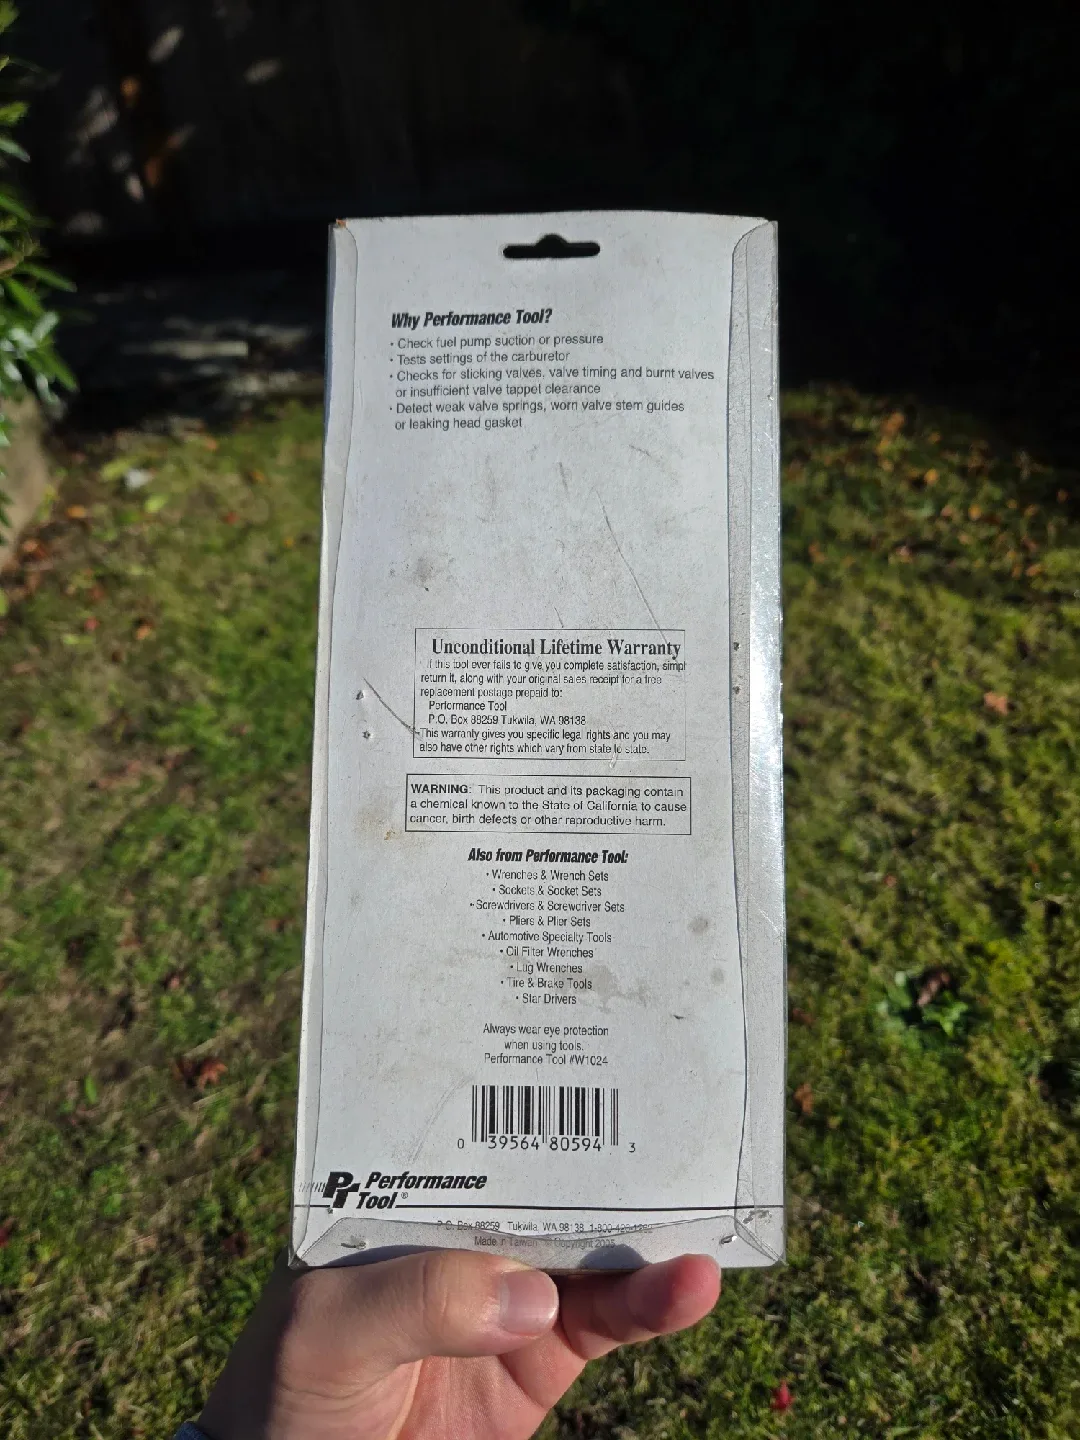 Why Performance Tool?
• Check fuel pump suction or pressure
• Tests settings of the carburetor
• Checks for sticking valves, valve timing and burnt valves
or insufficient valve tappet clearance
• Detect weak valve springs, worn valve stem guides
or leaking head gasket
Unconditional Lifetime Warranty
If this tool ever fails to give you complete satisfaction, simpl
return it, along with your original sales receipt for a free
replacement postage prepaid to:
Performance Tool
P.O. Box 88259 Tukwila, WA 98138
This warranty gives you specific legal rights and you may
also have other rights which vary from state to state.
WARNING: This product and its packaging contain
a chemical known to the State of California to cause
cancer, birth defects or other reproductive harm.
Also from Performance Tool:
• Wrenches & Wrench Sets
• Sockets & Socket Sets
• Screwdrivers & Screwdriver Sets
• Pliers & Plier Sets
• Automotive Specialty Tools
• Oil Filter Wrenches
• Lug Wrenches
• Tire & Brake Tools
• Star Drivers
Always wear eye protection
when using tools.
Performance Tool #W1024
0 39564 80594 3
PT Performance
Tool®
P.O. Box 88259 Tukwila, WA 98138
Made in Taiwan © Copyright 2005